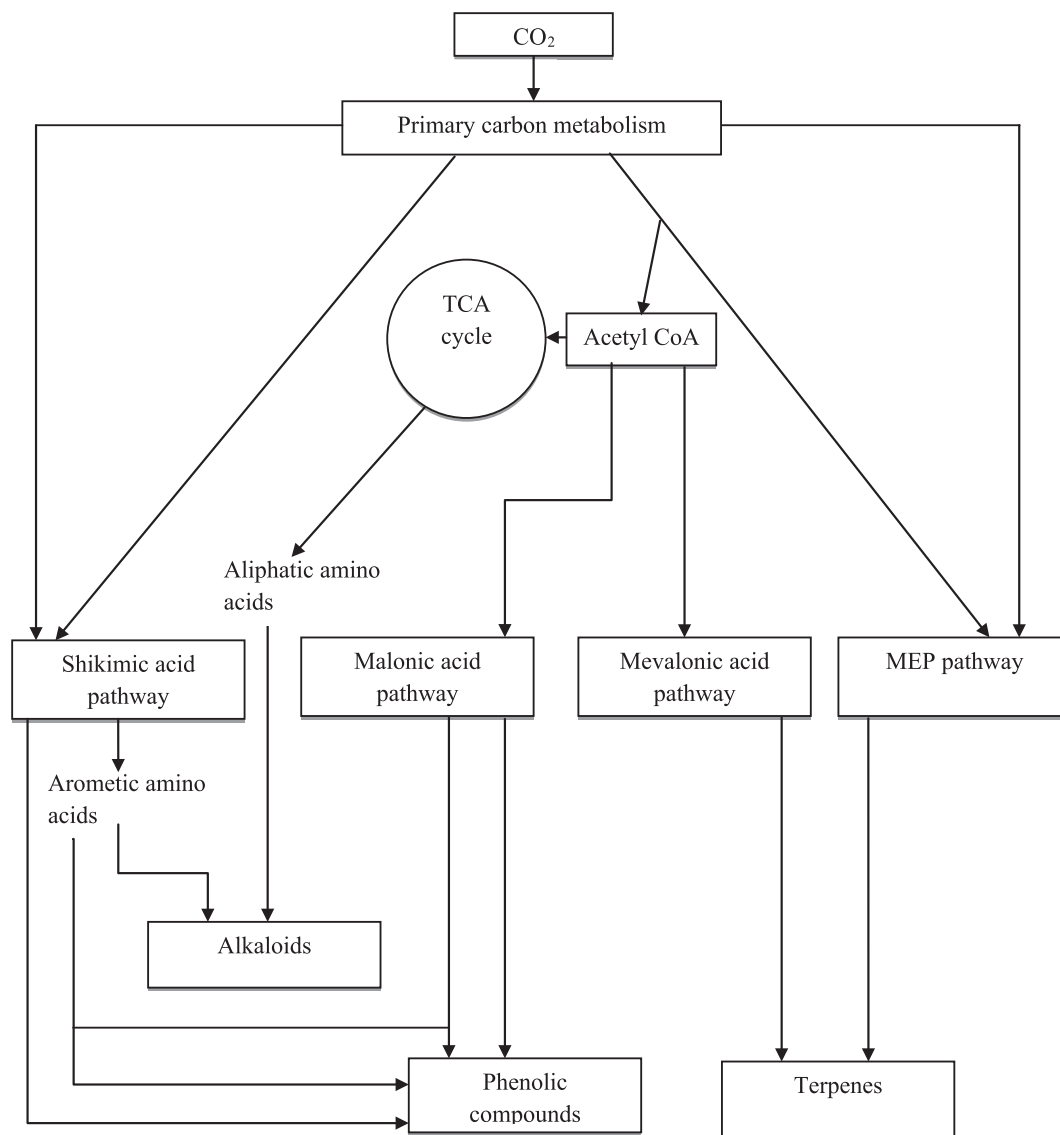 CO₂
Primary carbon metabolism
TCA
cycle
Acetyl CoA
Aliphatic amino
acids
Shikimic acid
pathway
Malonic acid
pathway
Mevalonic acid
pathway
MEP pathway
Arometic amino
acids
Alkaloids
Phenolic
compounds
Terpenes